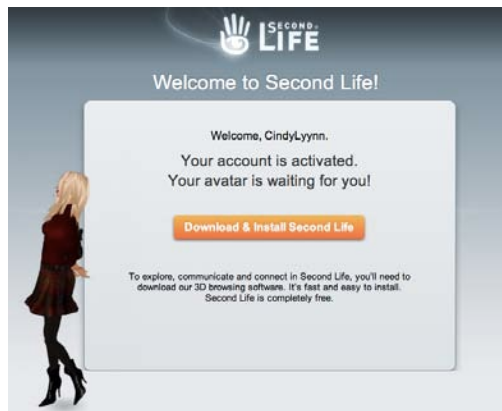 SECOND
LIFE
Welcome to Second Life!
Welcome, CindyLyynn.
Your account is activated.
Your avatar is waiting for you!
Download & Install Second Life
To explore, communicate and connect in Second Life, you'll need to
download our 3D browsing software. It's fast and easy to install.
Second Life is completely free.